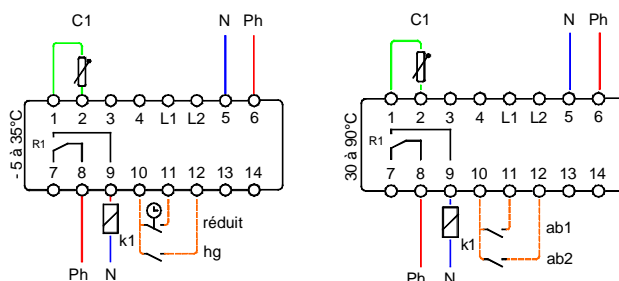 C1 N Ph
1 2 3 4 L1 L2 5 6
- 5 à 35°C
R1
7 8 9 10 11 12 13 14
k1
réduit
hg
Ph N
C1 N Ph
1 2 3 4 L1 L2 5 6
30 à 90°C
R1
7 8 9 10 11 12 13 14
k1
ab1
ab2
Ph N